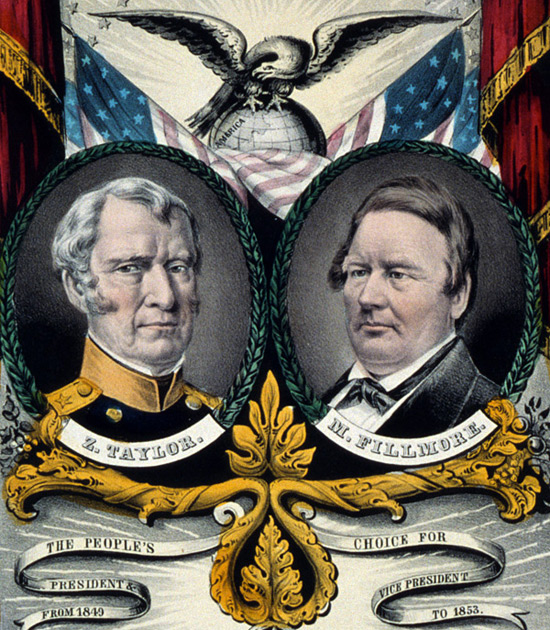 AMERICA
Z. TAYLOR.
M. FILLMORE.
THE PEOPLE'S
CHOICE FOR
PRESIDENT &
VICE PRESIDENT
FROM 1849
TO 1853.